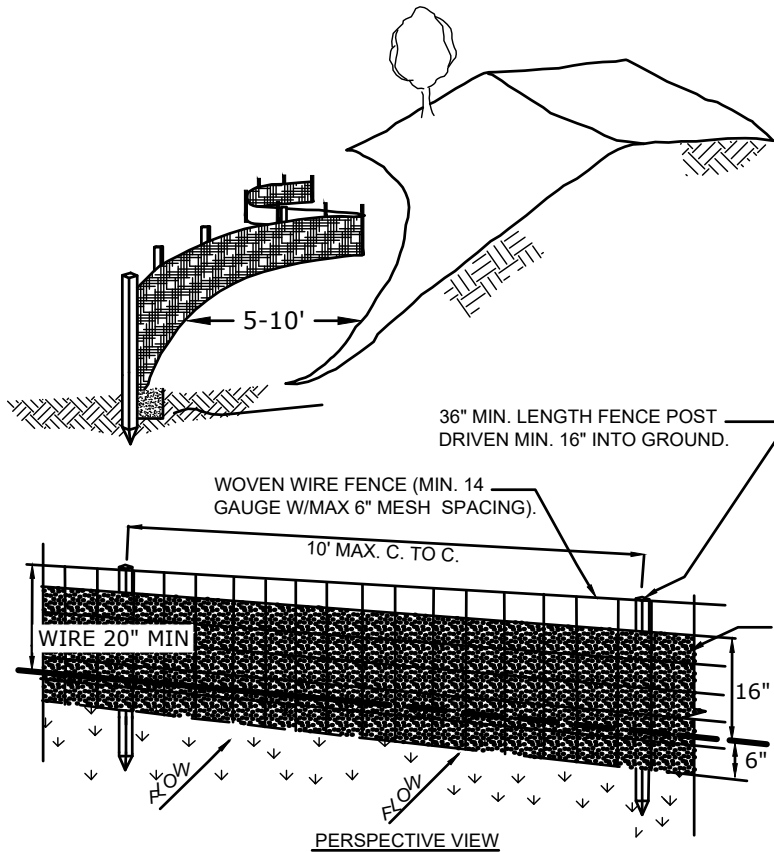 5-10'
36" MIN. LENGTH FENCE POST
DRIVEN MIN. 16" INTO GROUND.
WOVEN WIRE FENCE (MIN. 14
GAUGE W/MAX 6" MESH SPACING).
10' MAX. C. TO C.
WIRE 20" MIN
16"
6"
FLOW
FLOW
PERSPECTIVE VIEW